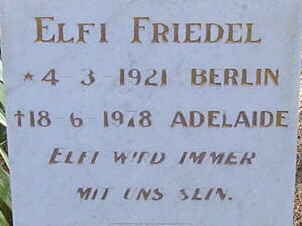 ELFI FRIEDEL
*4 3 1921 BERLIN
†18 6 1978 ADELAIDE
ELFI WIRD IMMER
MIT UNS SEIN.